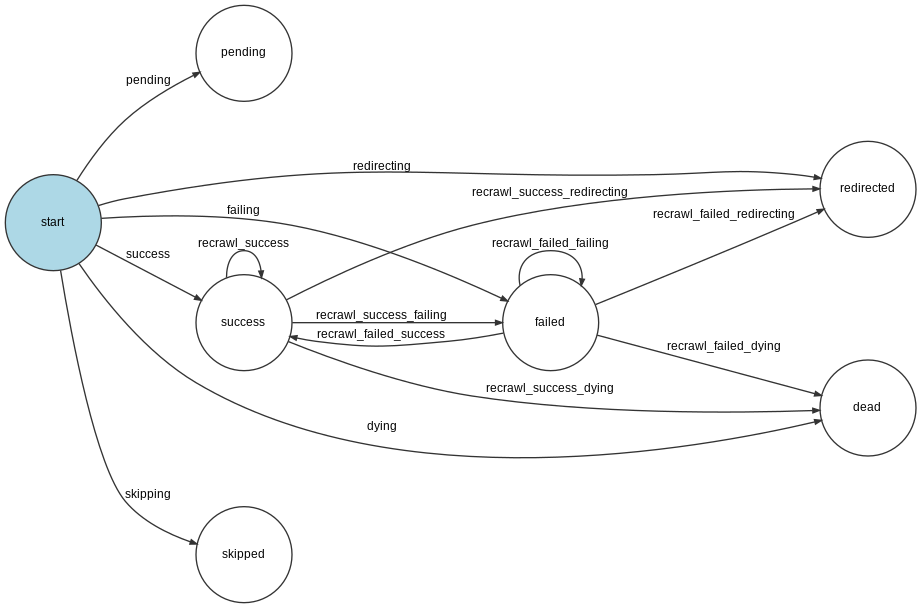 pending
pending
redirecting
recrawl_success_redirecting
redirected
failing
recrawl_failed_redirecting
start
success
recrawl_success
recrawl_failed_failing
success
recrawl_success_failing
failed
recrawl_failed_success
recrawl_failed_dying
recrawl_success_dying
dead
dying
skipping
skipped